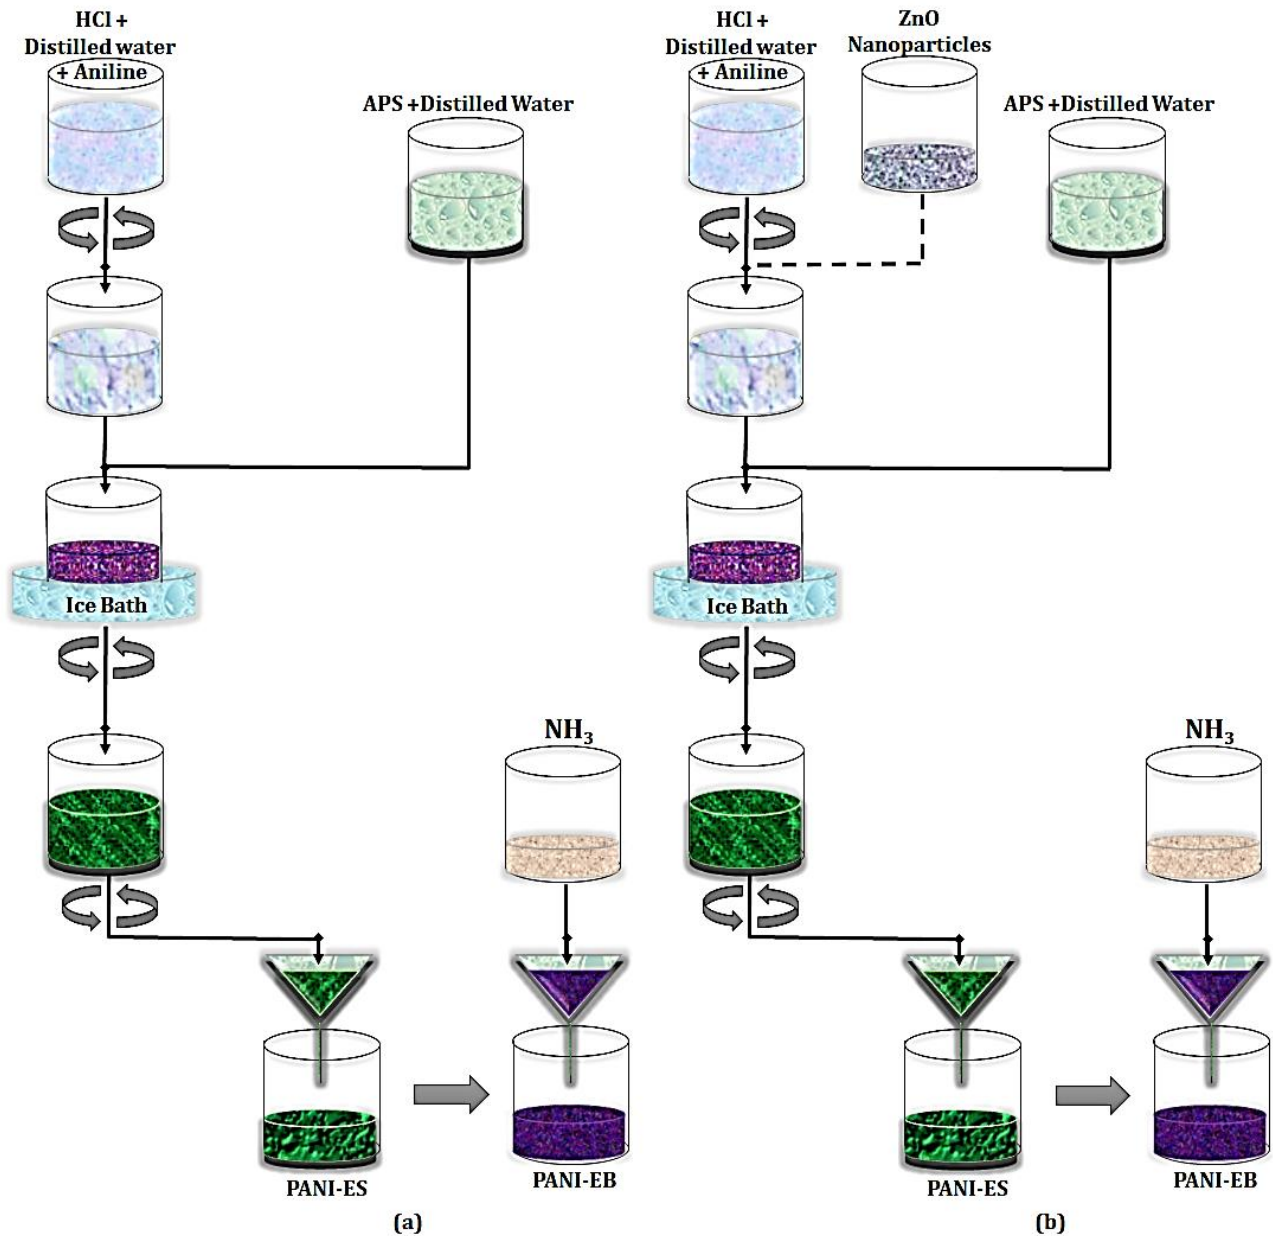 HCl +
Distilled water
+ Aniline
APS +Distilled Water
Ice Bath
NH3
PANI-ES
PANI-EB
(a)
HCl +
Distilled water
+ Aniline
ZnO
Nanoparticles
APS +Distilled Water
Ice Bath
NH3
PANI-ES
PANI-EB
(b)